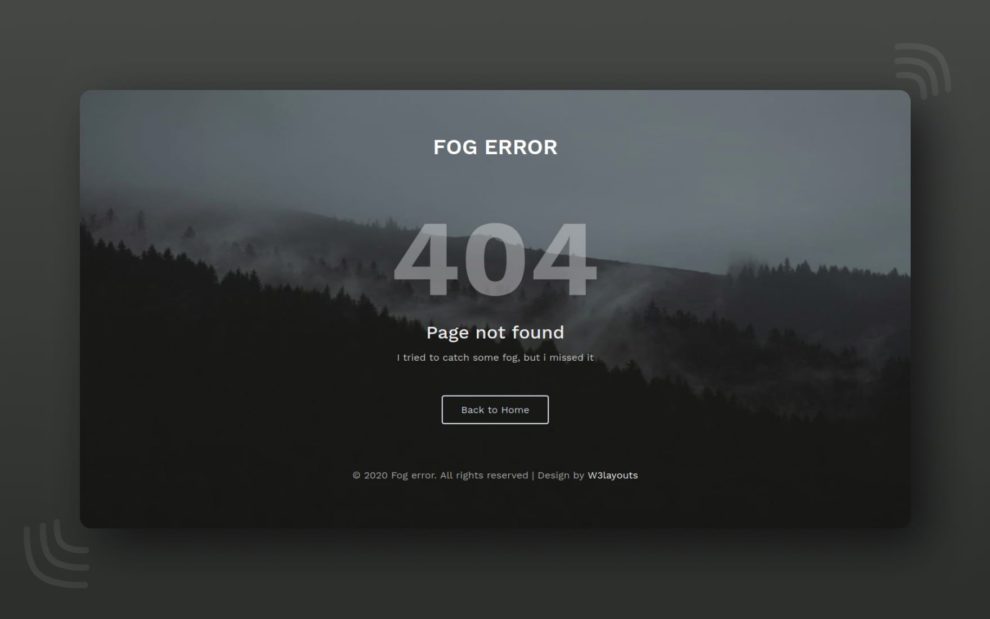 FOG ERROR
404
Page not found
I tried to catch some fog, but i missed it
Back to Home
© 2020 Fog error. All rights reserved | Design by W3layouts